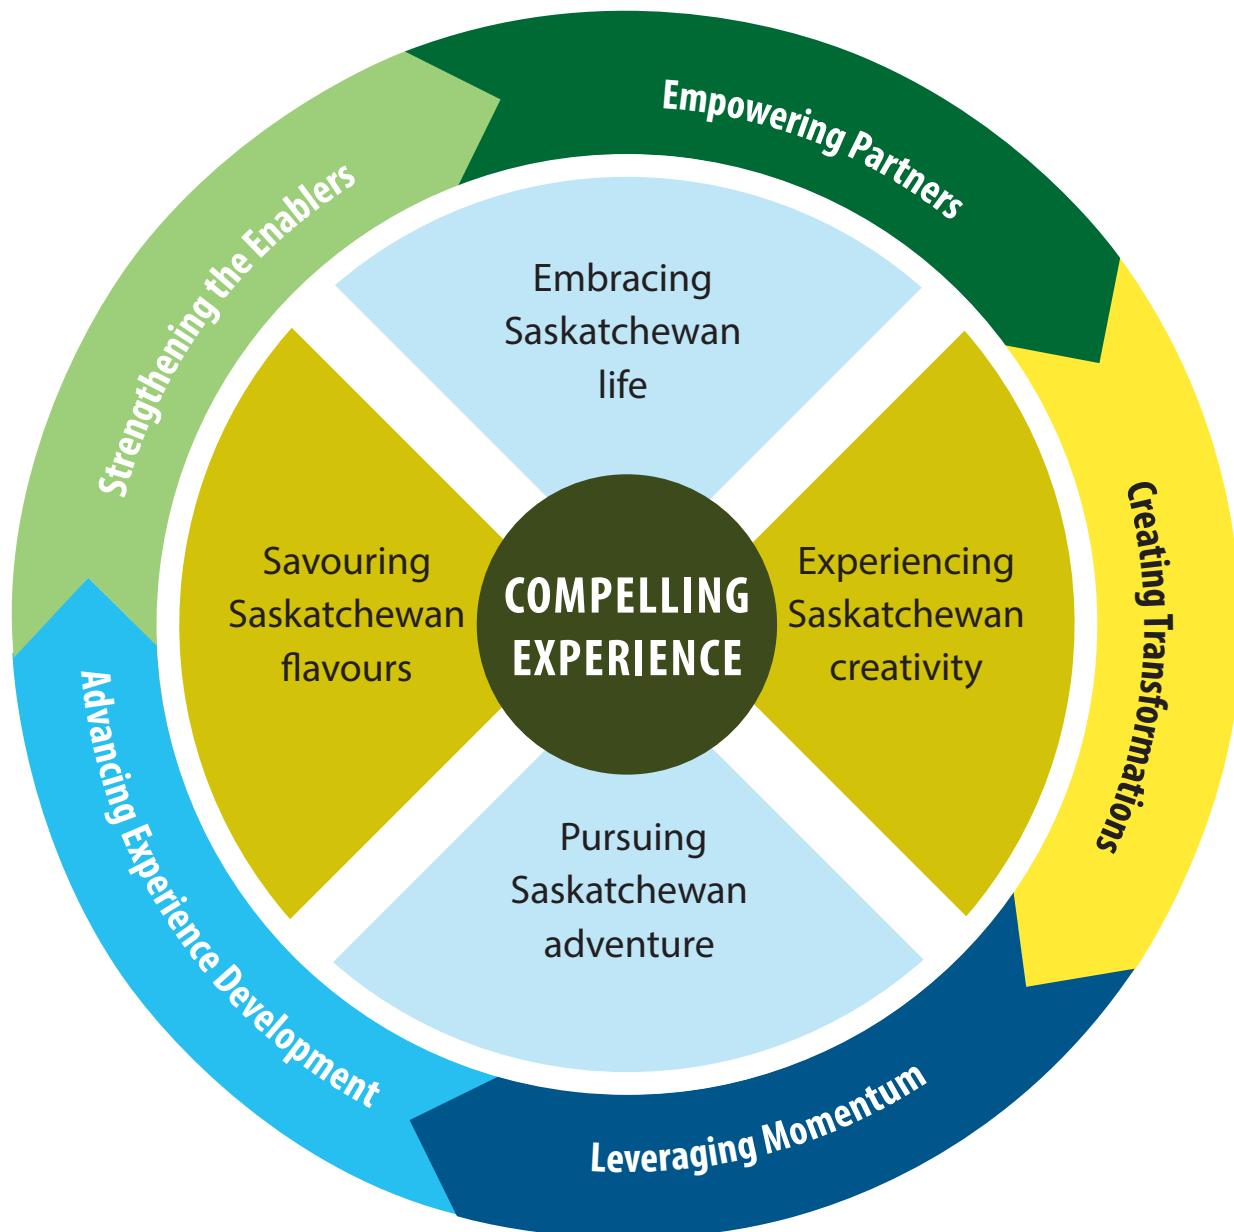 Empowering Partners
Creating Transformations
Leveraging Momentum
Advancing Experience Development
Strengthening the Enablers
Embracing
Saskatchewan
life
Experiencing
Saskatchewan
creativity
Pursuing
Saskatchewan
adventure
Savouring
Saskatchewan
flavours
COMPELLING
EXPERIENCE